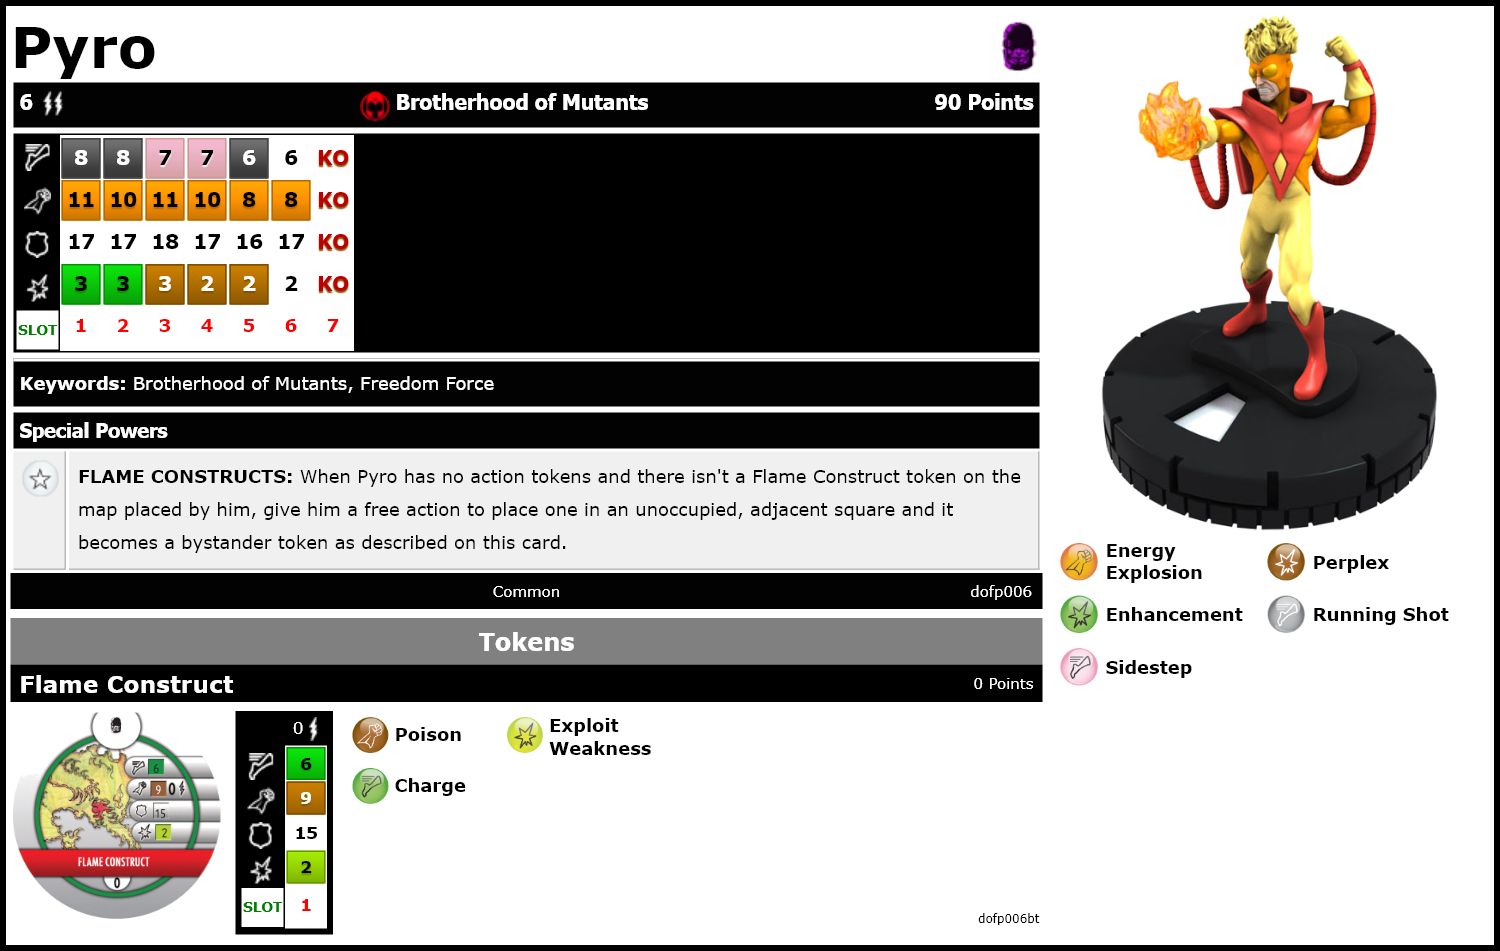 Pyro
6 Brotherhood of Mutants 90 Points
8 8 7 7 6 6 KO
11 10 11 10 8 8 KO
17 17 18 17 16 17 KO
3 3 3 2 2 2 KO
SLOT 1 2 3 4 5 6 7
Keywords: Brotherhood of Mutants, Freedom Force
Special Powers
FLAME CONSTRUCTS: When Pyro has no action tokens and there isn't a Flame Construct token on the
map placed by him, give him a free action to place one in an unoccupied, adjacent square and it
becomes a bystander token as described on this card.
Common dofp006
Tokens
Flame Construct 0 Points
6
9 0
15
2
FLAME CONSTRUCT
0
0
6
9
15
2
SLOT 1
Poison
Exploit
Weakness
Charge
dofp006bt
Energy
Explosion
Perplex
Enhancement
Running Shot
Sidestep